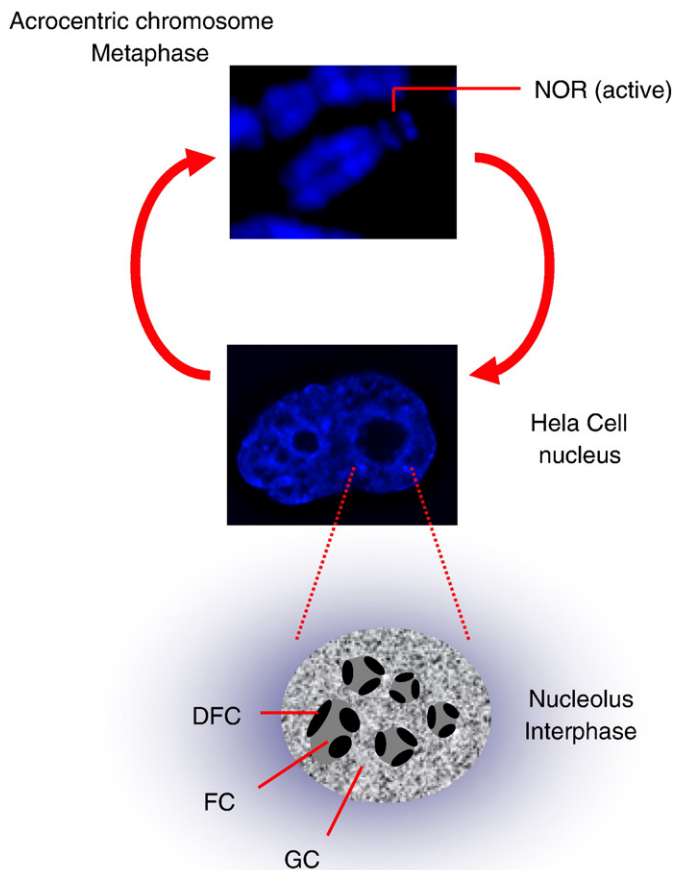 Acrocentric chromosome
Metaphase
NOR (active)
Hela Cell
nucleus
Nucleolus
Interphase
DFC
FC
GC